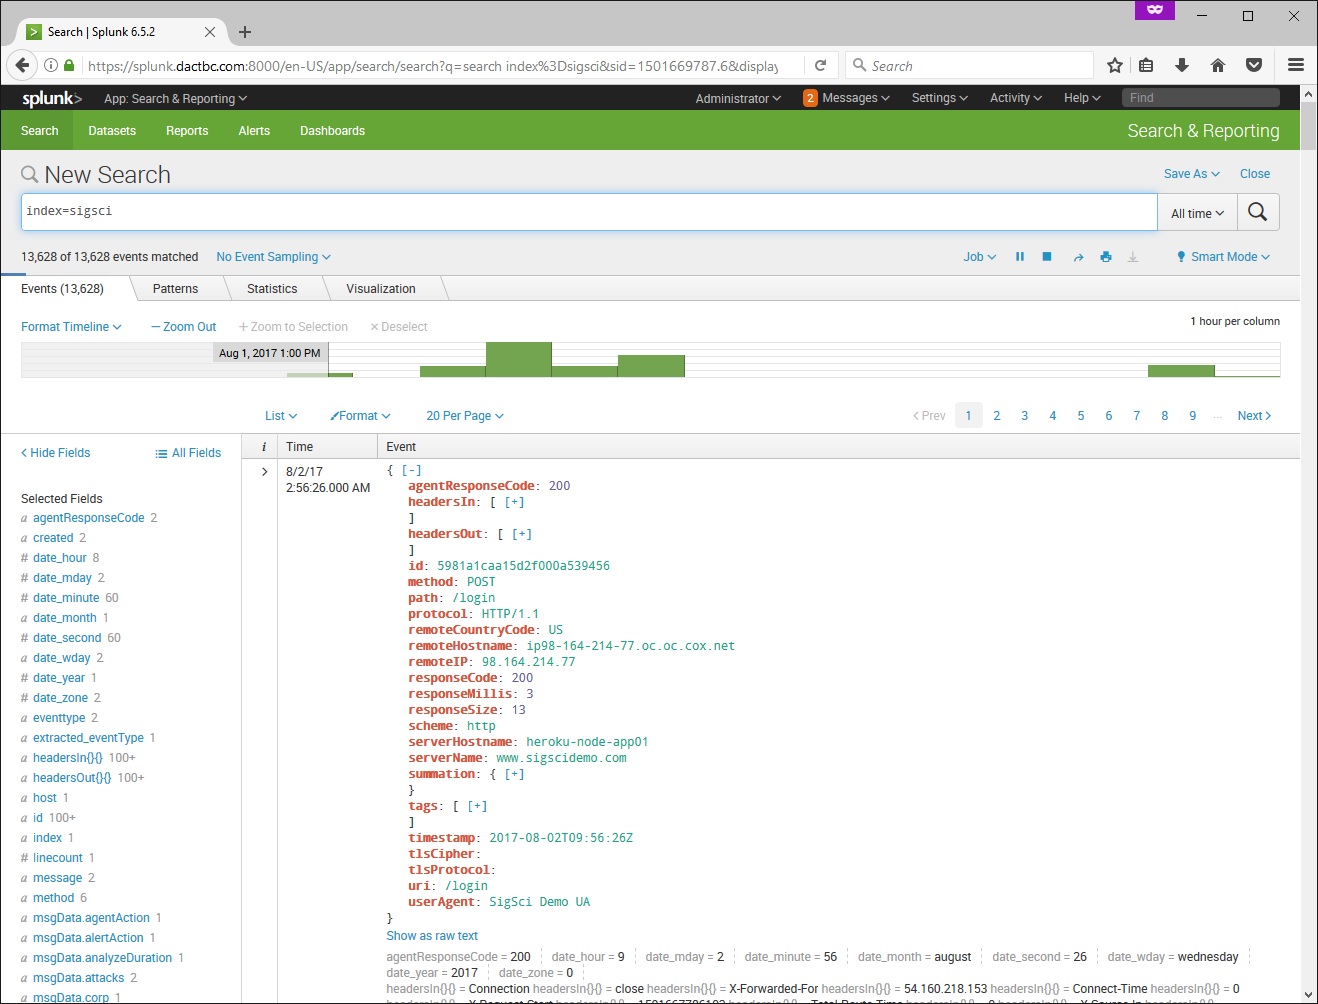 Search | Splunk 6.5.2
https://splunk.dactbc.com:8000/en-US/app/search/search?q=search index%3Dsigsci&sid=1501669787.6&display
Search
splunk> App: Search & Reporting Administrator 2 Messages Settings Activity Help Find
Search Datasets Reports Alerts Dashboards Search & Reporting
New Search Save As Close
index=sigsci All time
13,628 of 13,628 events matched No Event Sampling Job Smart Mode
Events (13,628) Patterns Statistics Visualization
Format Timeline — Zoom Out + Zoom to Selection × Deselect 1 hour per column
Aug 1, 2017 1:00 PM
List Format 20 Per Page < Prev 1 2 3 4 5 6 7 8 9 ... Next >
< Hide Fields All Fields
i Time Event
Selected Fields
a agentResponseCode 2
a created 2
# date_hour 8
# date_mday 2
# date_minute 60
a date_month 1
# date_second 60
a date_wday 2
# date_year 1
# date_zone 2
a eventtype 2
a extracted_eventType 1
a headersIn{}{} 100+
a headersOut{}{} 100+
a host 1
a id 100+
a index 1
# linecount 1
a message 2
a method 6
a msgData.agentAction 1
a msgData.alertAction 1
a msgData.analyzeDuration 1
a msgData.attacks 2
a msgData.corp 1
> 8/2/17
2:56:26.000 AM
{ [-]
agentResponseCode: 200
headersIn: [ [+]
]
headersOut: [ [+]
]
id: 5981a1caa15d2f000a539456
method: POST
path: /login
protocol: HTTP/1.1
remoteCountryCode: US
remoteHostname: ip98-164-214-77.oc.oc.cox.net
remoteIP: 98.164.214.77
responseCode: 200
responseMillis: 3
responseSize: 13
scheme: http
serverHostname: heroku-node-app01
serverName: www.sigscidemo.com
summation: { [+]
}
tags: [ [+]
]
timestamp: 2017-08-02T09:56:26Z
tlsCipher:
tlsProtocol:
uri: /login
userAgent: SigSci Demo UA
}
Show as raw text
agentResponseCode = 200 date_hour = 9 date_mday = 2 date_minute = 56 date_month = august date_second = 26 date_wday = wednesday
date_year = 2017 date_zone = 0
headersIn{}{} = Connection headersIn{}{} = close headersIn{}{} = X-Forwarded-For headersIn{}{} = 54.160.218.153 headersIn{}{} = Connect-Time headersIn{}{} = 0